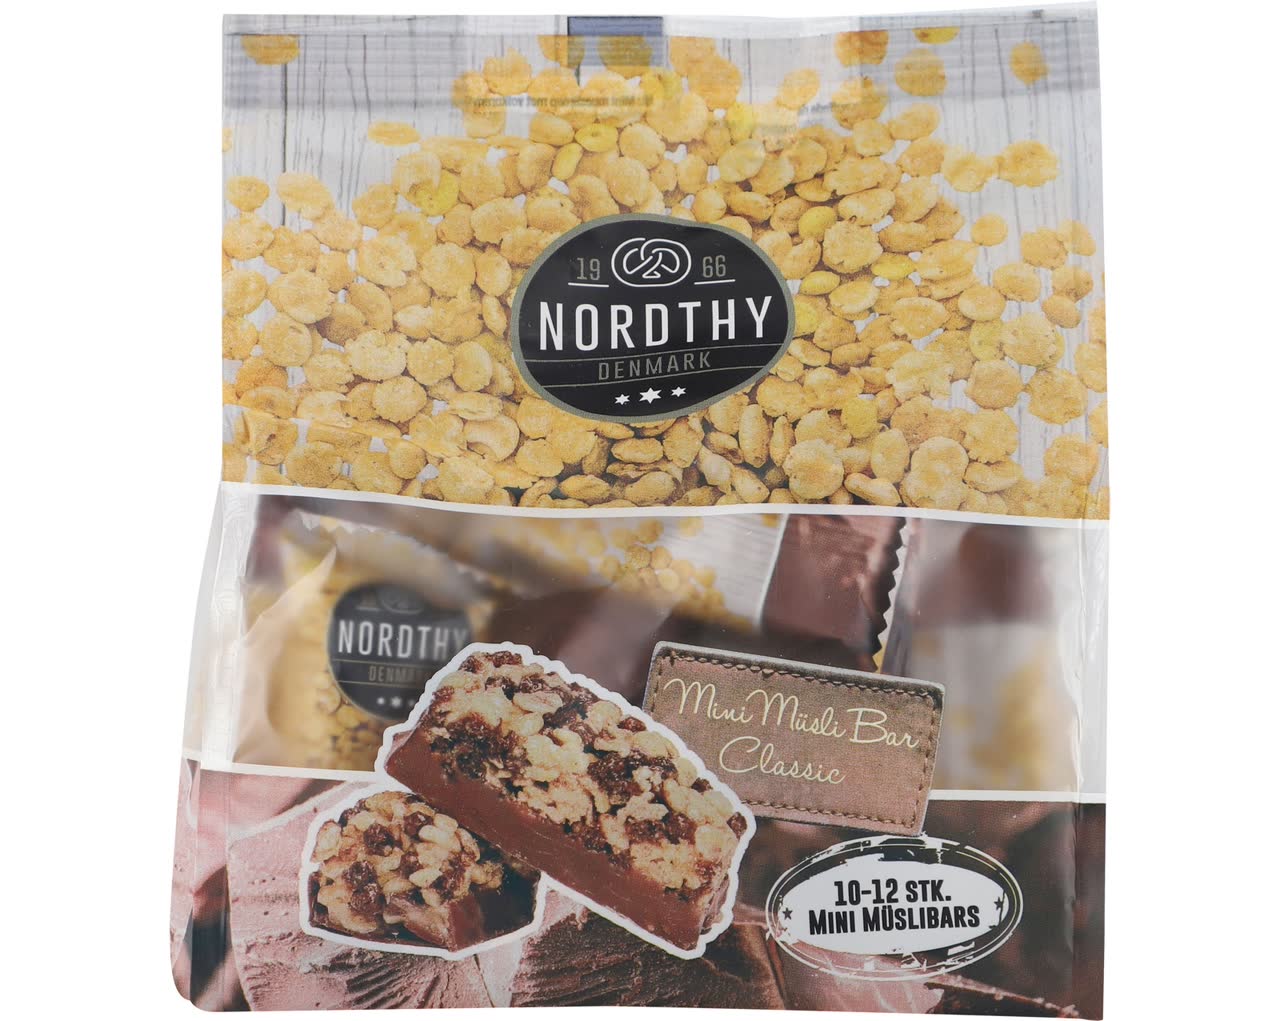 19 66
NORDTHY
DENMARK
NORDTHY
DENMARK
Mini Müsli Bar
Classic
10-12 STK.
MINI MÜSLIBARS